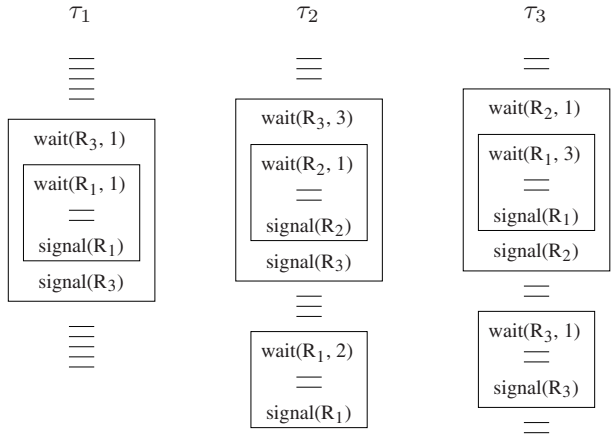 τ₁
wait(R₃, 1)
wait(R₁, 1)
signal(R₁)
signal(R₃)
τ₂
wait(R₃, 3)
wait(R₂, 1)
signal(R₂)
signal(R₃)
wait(R₁, 2)
signal(R₁)
τ₃
wait(R₂, 1)
wait(R₁, 3)
signal(R₁)
signal(R₂)
wait(R₃, 1)
signal(R₃)